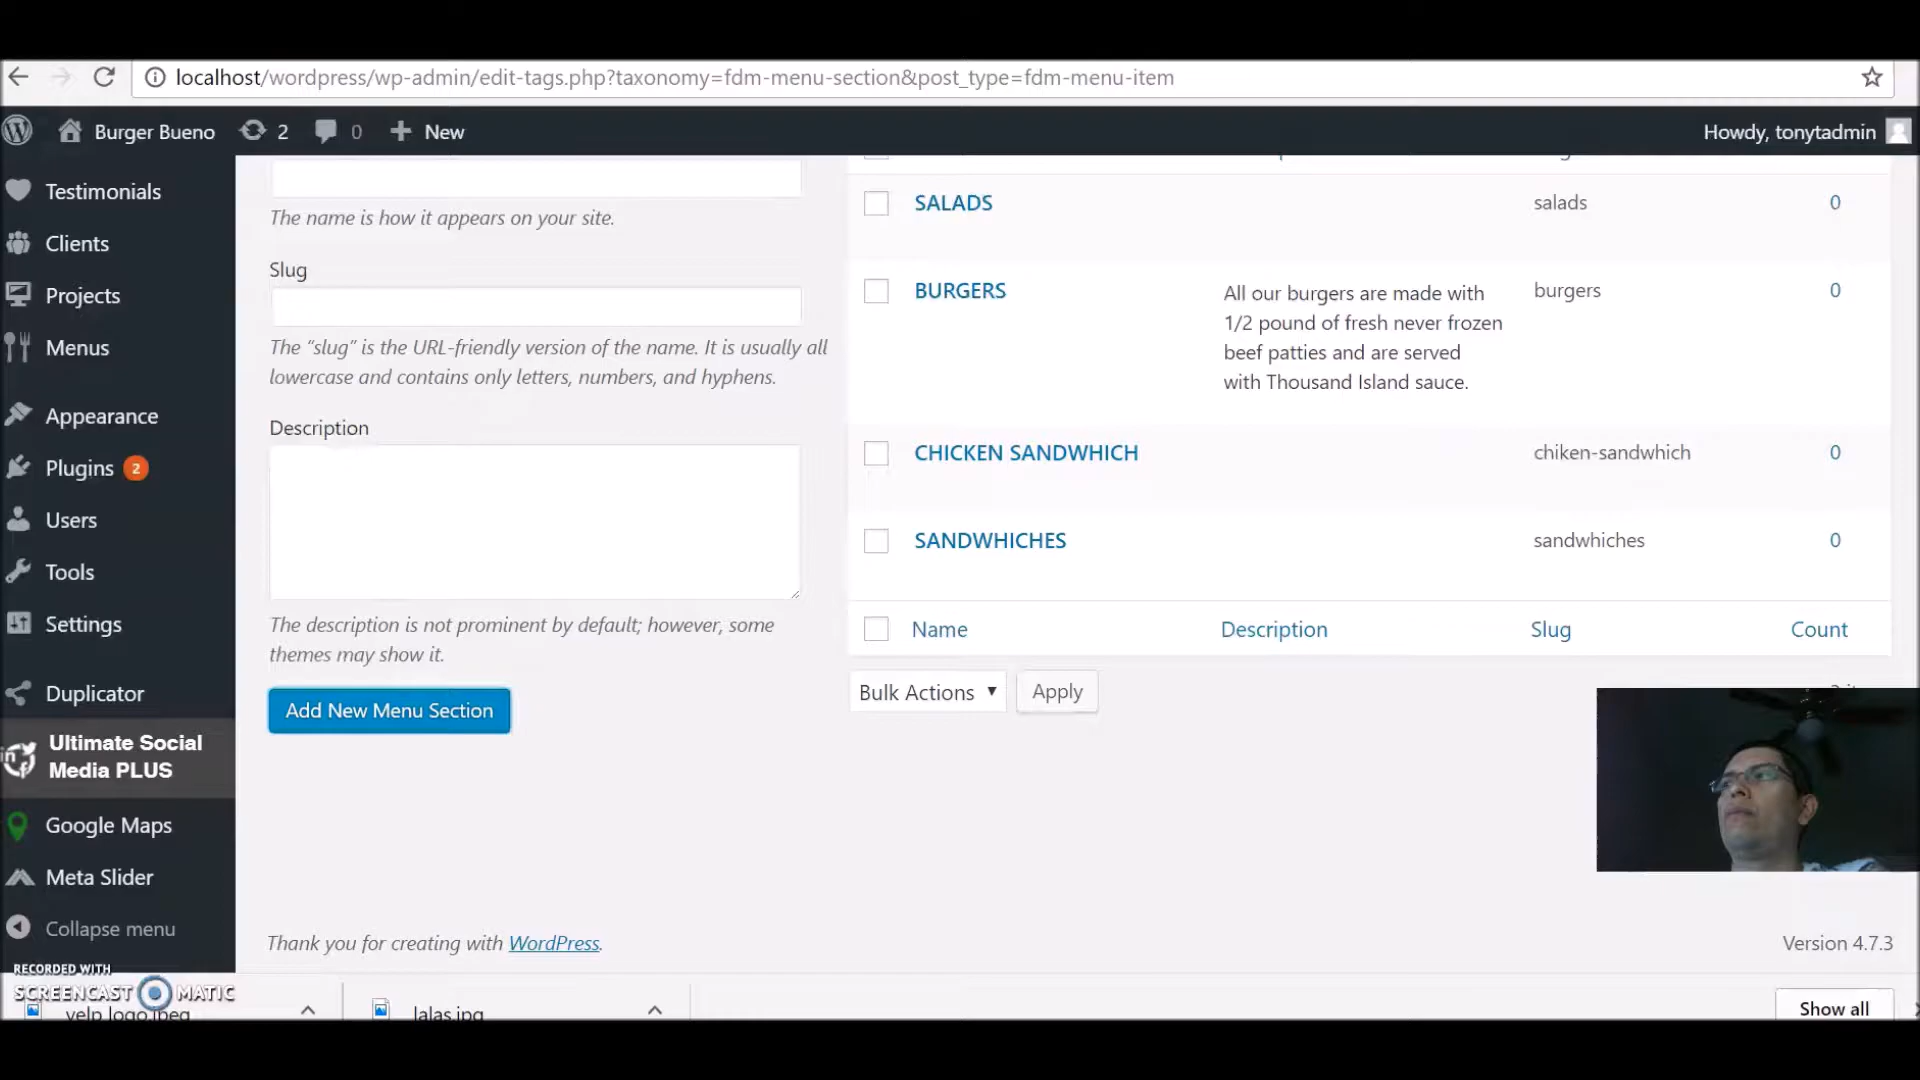 localhost/wordpress/wp-admin/edit-tags.php?taxonomy=fdm-menu-section&post_type=fdm-menu-item
Burger Bueno 2 0 New Howdy, tonytadmin
Testimonials
Clients
Projects
Menus
Appearance
Plugins 2
Users
Tools
Settings
Duplicator
Ultimate Social
Media PLUS
Google Maps
Meta Slider
Collapse menu
The name is how it appears on your site.
Slug
The “slug” is the URL-friendly version of the name. It is usually all
lowercase and contains only letters, numbers, and hyphens.
Description
The description is not prominent by default; however, some
themes may show it.
Add New Menu Section
SALADS salads 0
BURGERS All our burgers are made with burgers 0
1/2 pound of fresh never frozen
beef patties and are served
with Thousand Island sauce.
CHICKEN SANDWHICH chiken-sandwhich 0
SANDWHICHES sandwhiches 0
Name Description Slug Count
Bulk Actions Apply
Thank you for creating with WordPress. Version 4.7.3
RECORDED WITH
SCREENCAST MATIC
yelp logo.jpeg lalas.jpg Show all